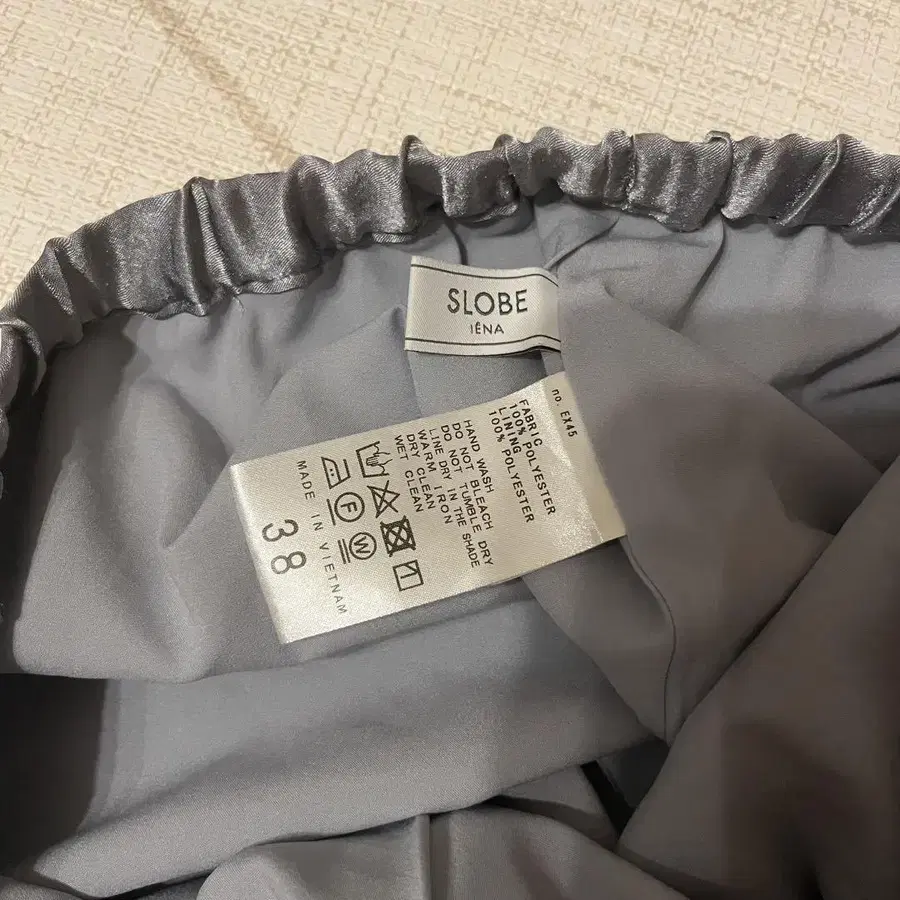 SLOBE
IÉNA
no. EX45
FABRIC
100% POLYESTER
LINING
100% POLYESTER
HAND WASH
DO NOT BLEACH
DO NOT TUMBLE DRY
LINE DRY IN THE SHADE
WARM IRON
DRY CLEAN
WET CLEAN
F
W
38
MADE IN VIETNAM